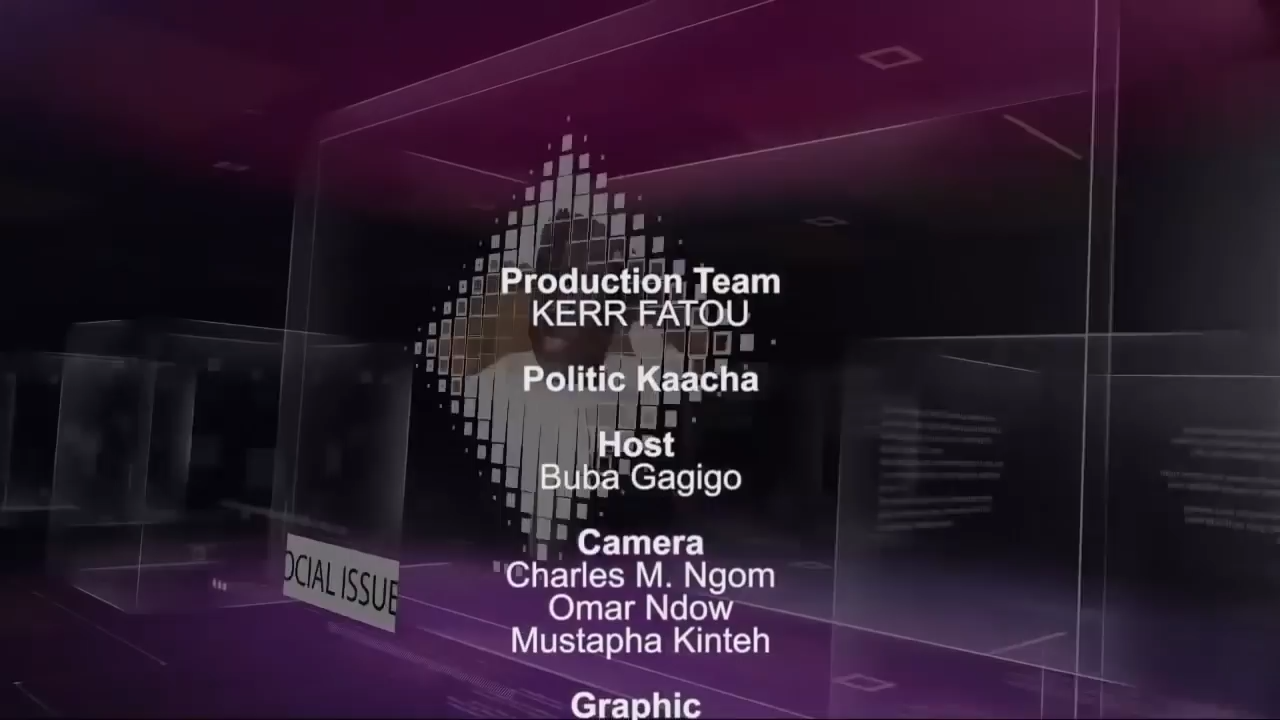 Production Team
KERR FATOU
Politic Kaacha
Host
Buba Gagigo
Camera
Charles M. Ngom
Omar Ndow
Mustapha Kinteh
Graphic
OCIAL ISSUE